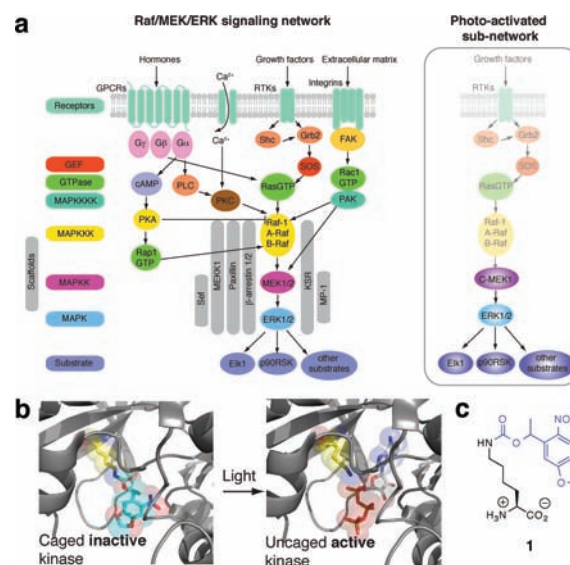 a
Raf/MEK/ERK signaling network
Photo-activated
sub-network
Hormones
Ca²⁺
Growth factors
Extracellular matrix
Growth factors
GPCRs
RTKs
Integrins
RTKs
Receptors
Shc
Grb2
FAK
Shc
Grb2
Gγ
Gβ
Gα
Ca²⁺
GEF
SOS
SOS
GTPase
cAMP
PLC
PKC
RasGTP
Rac1
GTP
RasGTP
MAPKKKK
PAK
MAPKKK
PKA
Raf-1
A-Raf
B-Raf
Raf-1
A-Raf
B-Raf
Rap1
GTP
Scaffolds
Sef
MEKK1
Paxillin
β-arrestin 1/2
KSR
MP-1
MAPKK
MEK1/2
C-MEK1
MAPK
ERK1/2
ERK1/2
Substrate
Elk1
p90RSK
other
substrates
Elk1
p90RSK
other
substrates
b
Light
Caged inactive
kinase
Uncaged active
kinase
c
O
NO
HN
O
O
H₃N
⊕
CO₂
⊖
1